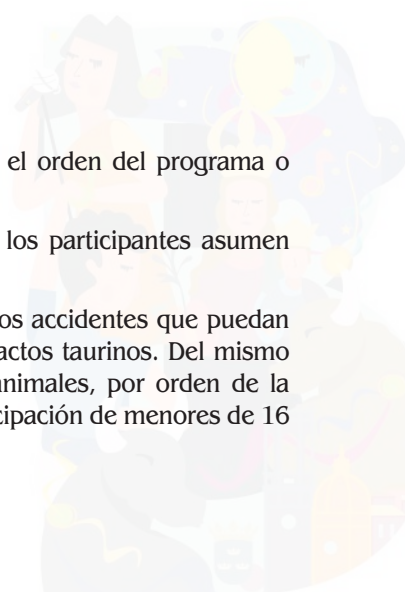 el orden del programa o
los participantes asumen
os accidentes que puedan
actos taurinos. Del mismo
animales, por orden de la
cipación de menores de 16